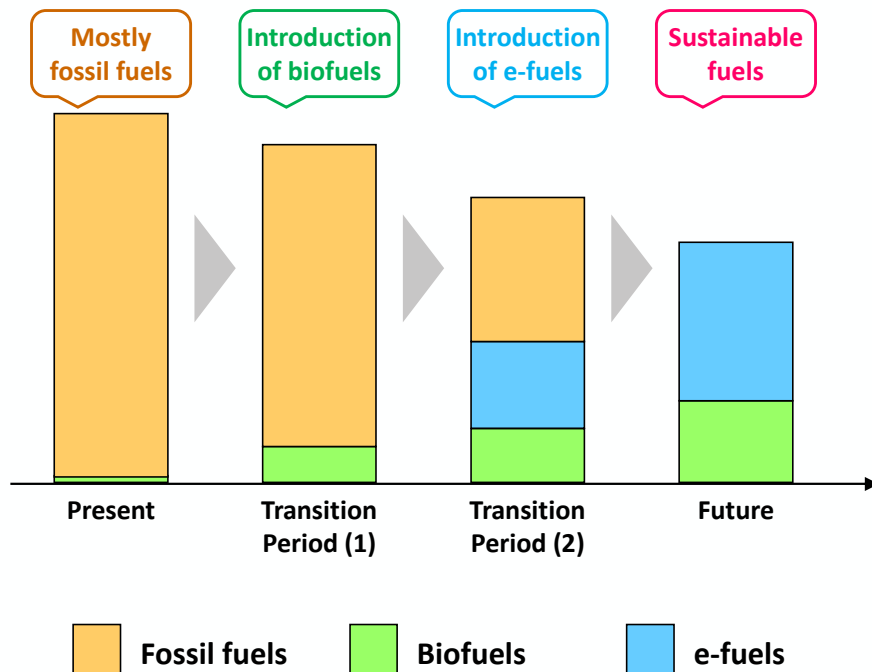 Mostly
fossil fuels
Introduction
of biofuels
Introduction
of e-fuels
Sustainable
fuels
Present
Transition
Period (1)
Transition
Period (2)
Future
Fossil fuels
Biofuels
e-fuels